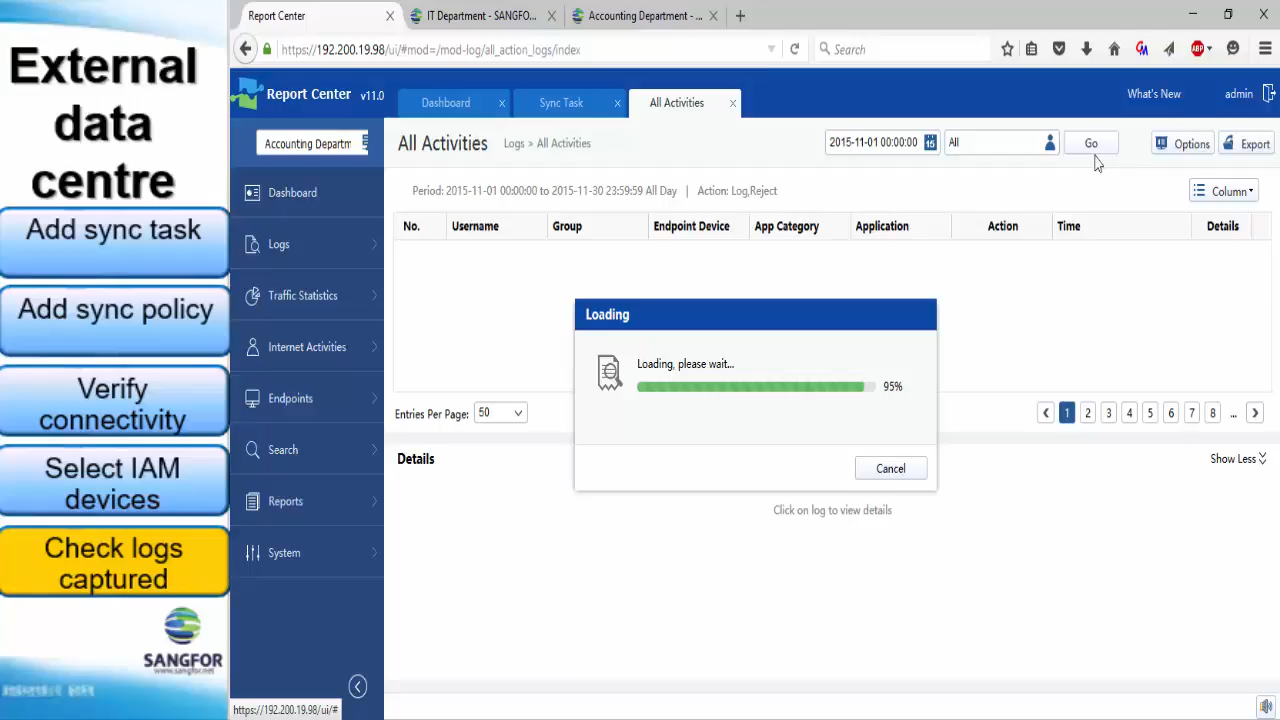 External
data
centre
Add sync task
Add sync policy
Verify
connectivity
Select IAM
devices
Check logs
captured
SANGFOR
www.sangfor.net
Report Center
IT Department - SANGFO...
Accounting Department - ...
https://192.200.19.98/ui/#mod=/mod-log/all_action_logs/index
Search
ABP
Report Center v11.0
Dashboard
Sync Task
All Activities
What's New
admin
Accounting Departm
All Activities
Logs > All Activities
2015-11-01 00:00:00
15
All
Go
Options
Export
Period: 2015-11-01 00:00:00 to 2015-11-30 23:59:59 All Day | Action: Log,Reject
Column
No. Username Group Endpoint Device App Category Application Action Time Details
Dashboard
Logs
Traffic Statistics
Internet Activities
Endpoints
Search
Reports
System
Loading
Loading, please wait...
95%
Cancel
Entries Per Page: 50
1 2 3 4 5 6 7 8 ...
Details
Show Less
Click on log to view details
https://192.200.19.98/ui/#